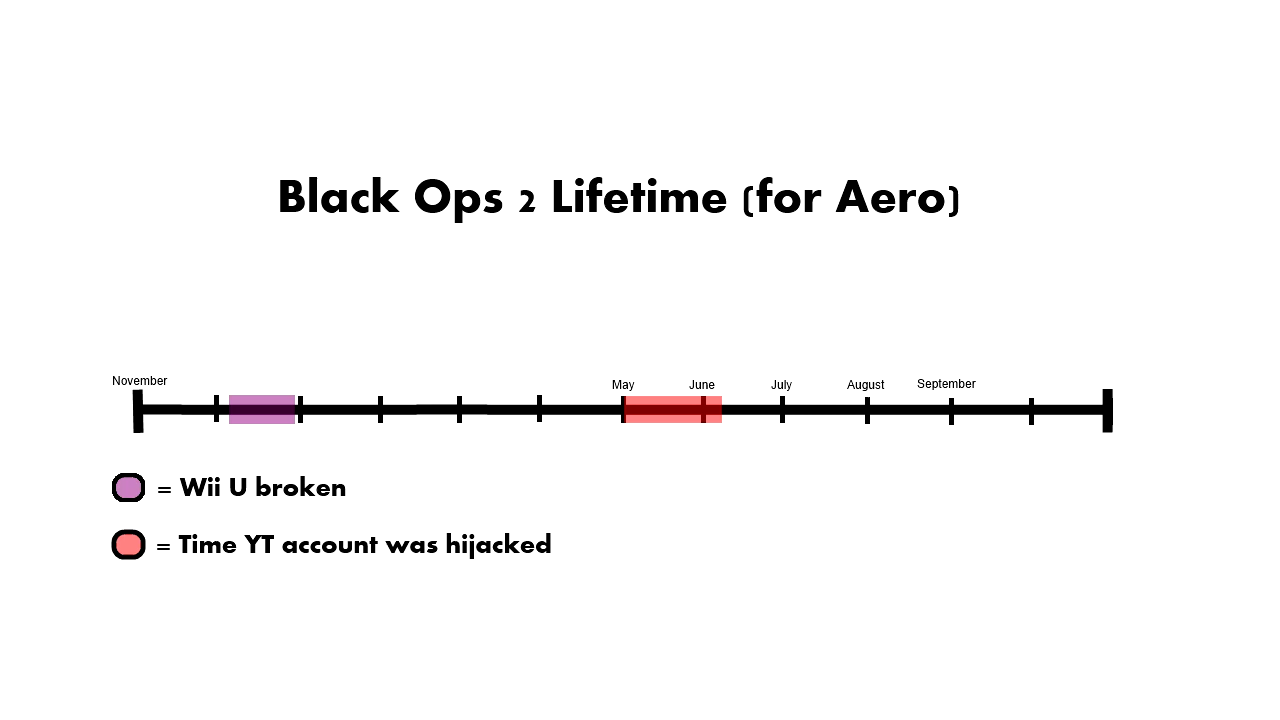 Black Ops 2 Lifetime (for Aero)
November May June July August September
= Wii U broken
= Time YT account was hijacked